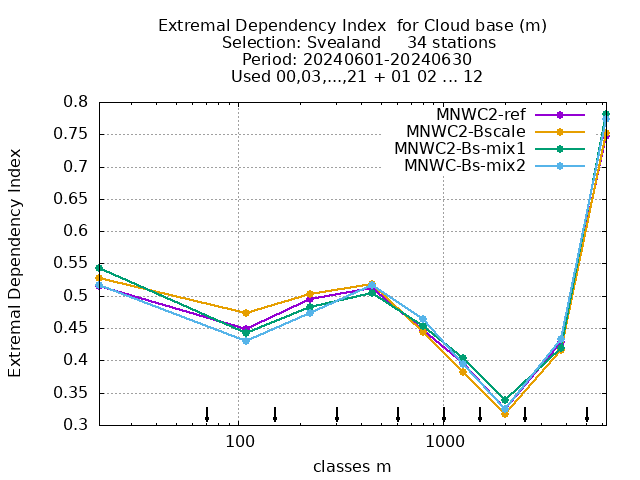 Extremal Dependency Index  for Cloud base (m)
Selection: Svealand     34 stations
Period: 20240601-20240630
Used 00,03,...,21 + 01 02 ... 12
MNWC2-ref
MNWC2-Bscale
MNWC2-Bs-mix1
MNWC-Bs-mix2
Extremal Dependency Index
0.8
0.75
0.7
0.65
0.6
0.55
0.5
0.45
0.4
0.35
0.3
100 1000
classes m